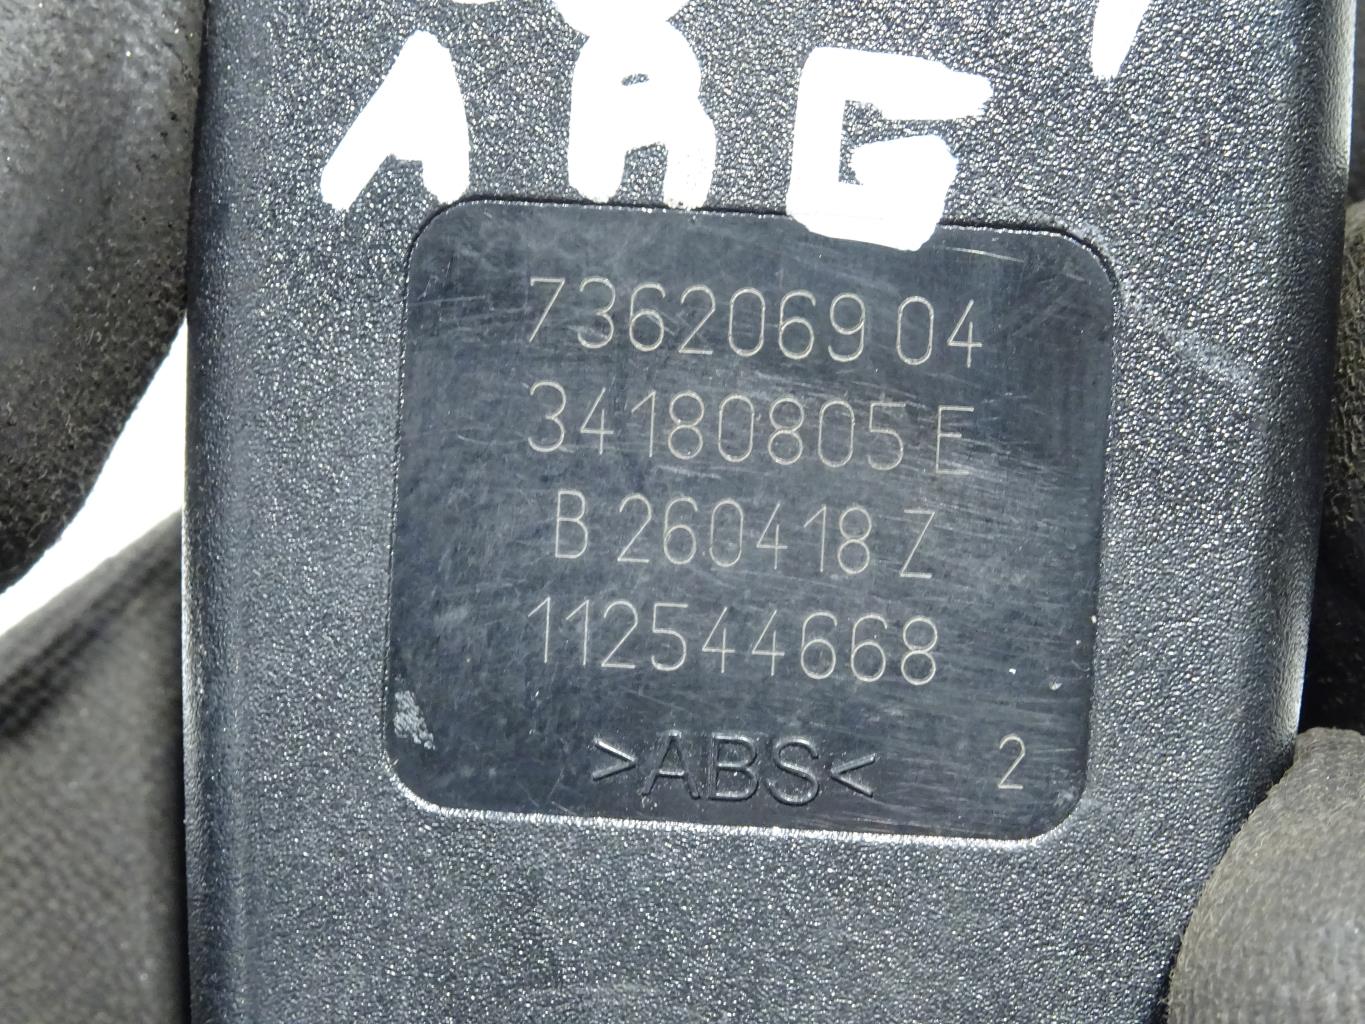 ARG
7362069 04
34180805 E
B 260418 Z
112544668
>ABS<
2